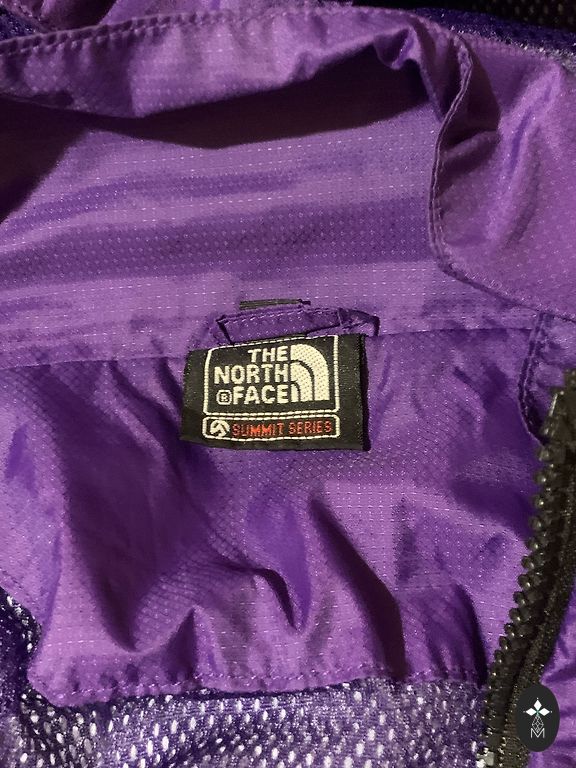 THE
NORTH
® FACE
SUMMIT SERIES
M